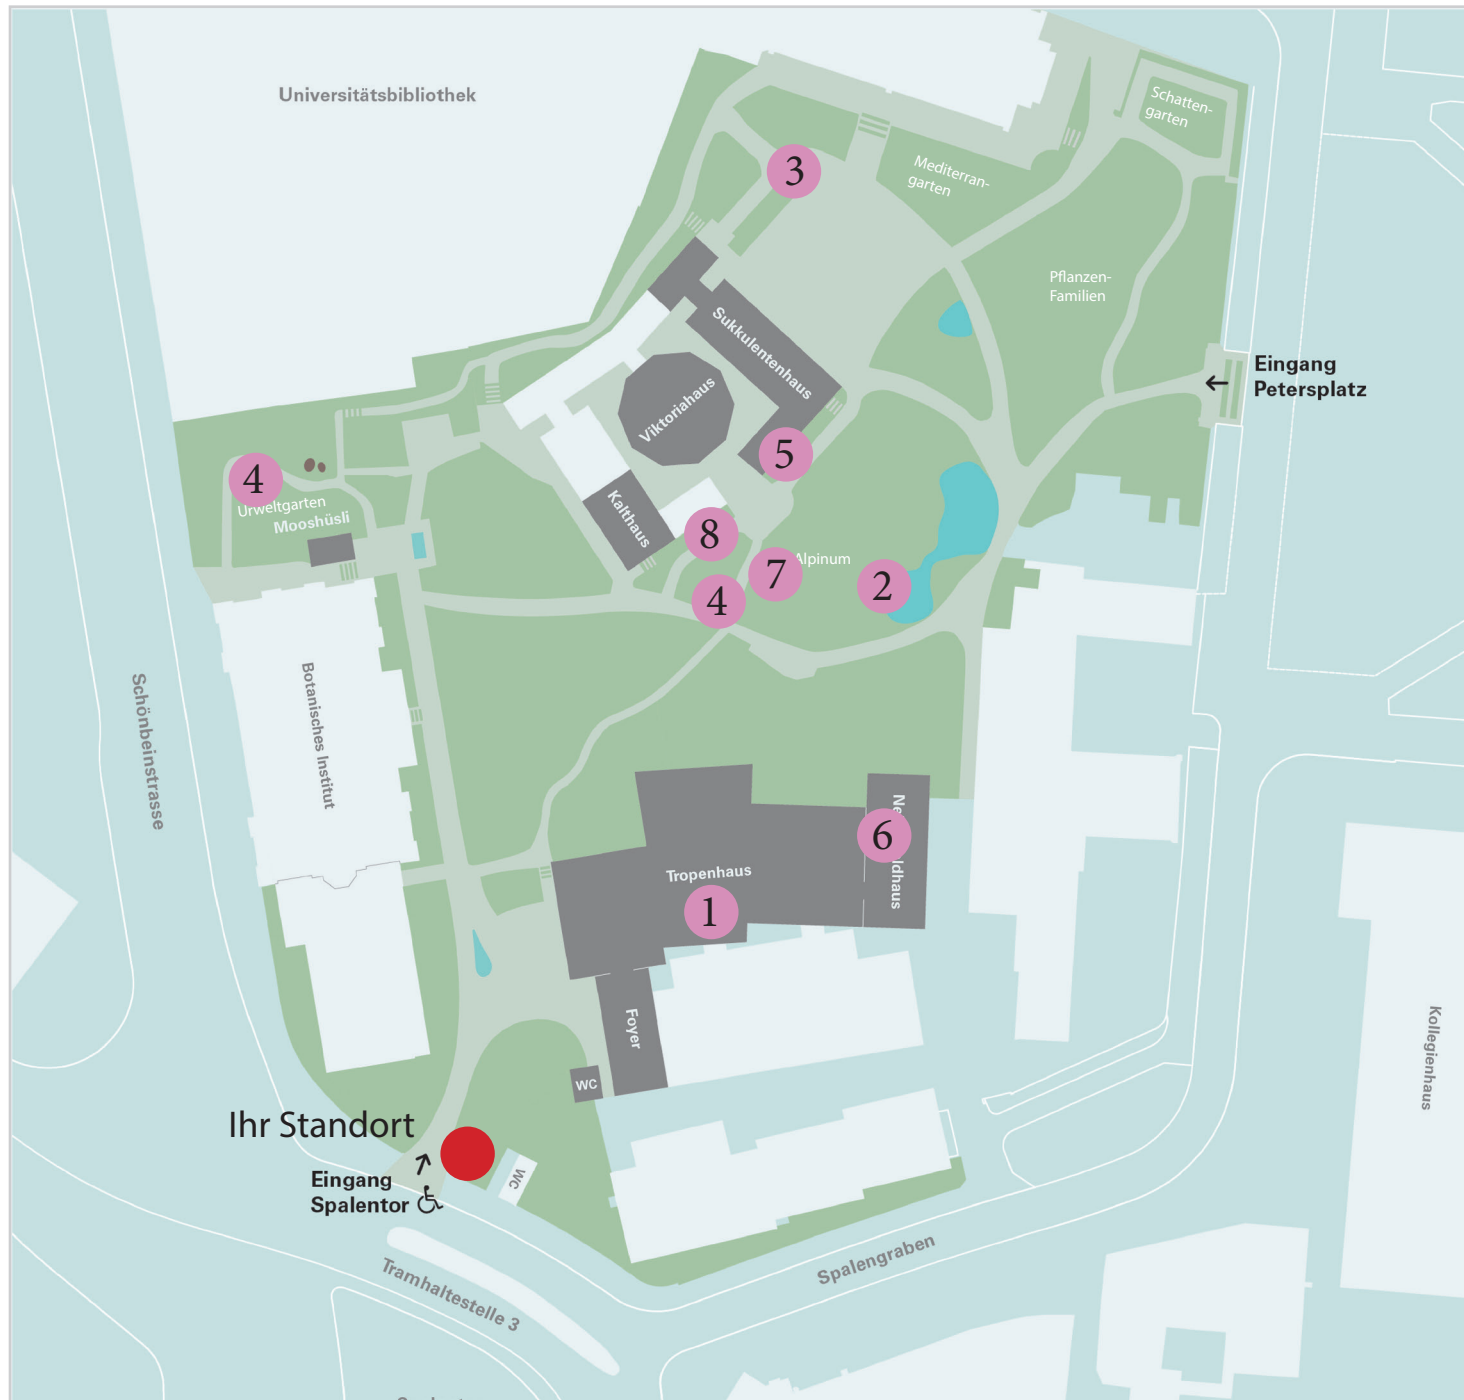 Universitätsbibliothek
Schatten-
garten
Mediterran-
garten
3
Pflanzen-
Familien
Sukkulentenhaus
Viktoriahaus
Eingang
Petersplatz
5
4
Urweltgarten
Mooshüsli
Kalthaus
8
7
Alpinum
2
4
Botanisches Institut
Schönbeinstrasse
6
Tropenhaus
1
Foyer
WC
Kollegienhaus
Ihr Standort
Eingang
Spalentor
WC
Spalengraben
Tramhaltestelle 3